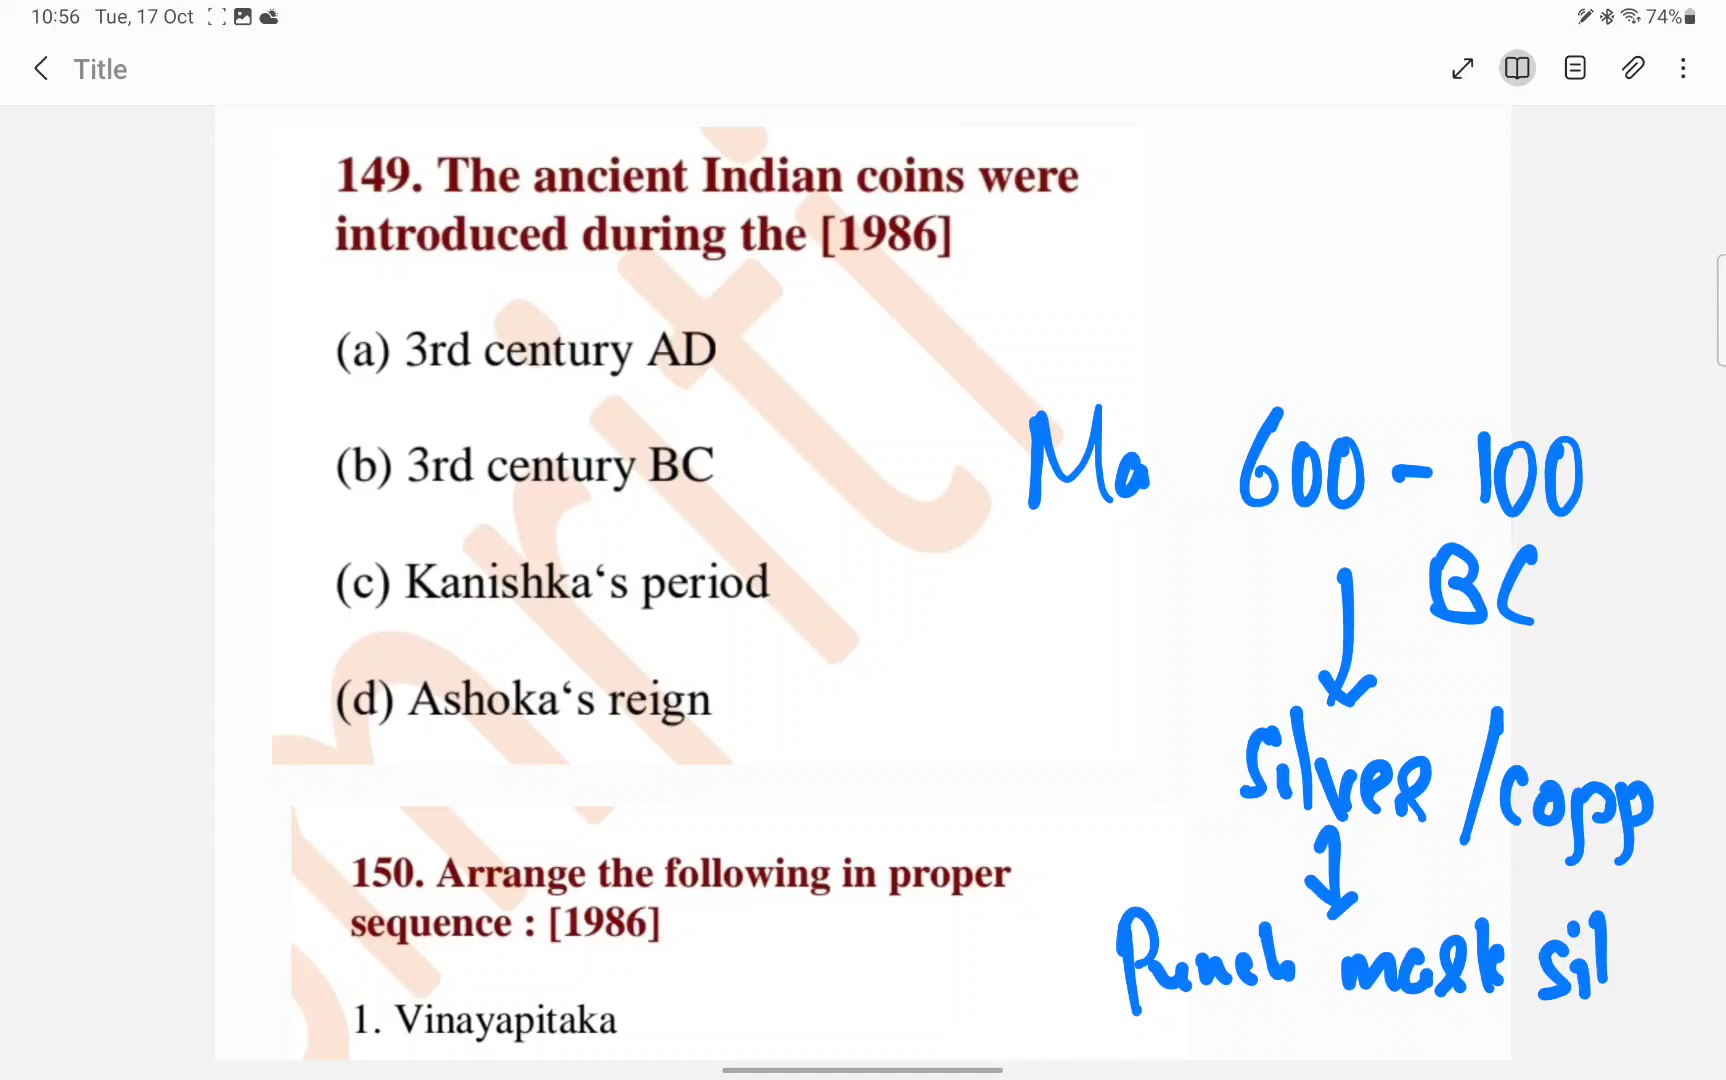 10:56 Tue, 17 Oct 74%
Title
149. The ancient Indian coins were
introduced during the [1986]
(a) 3rd century AD
(b) 3rd century BC
(c) Kanishka‘s period
(d) Ashoka‘s reign
Ma 600 - 100
BC
Silver / Copp
Punch mark sil
150. Arrange the following in proper
sequence : [1986]
1. Vinayapitaka